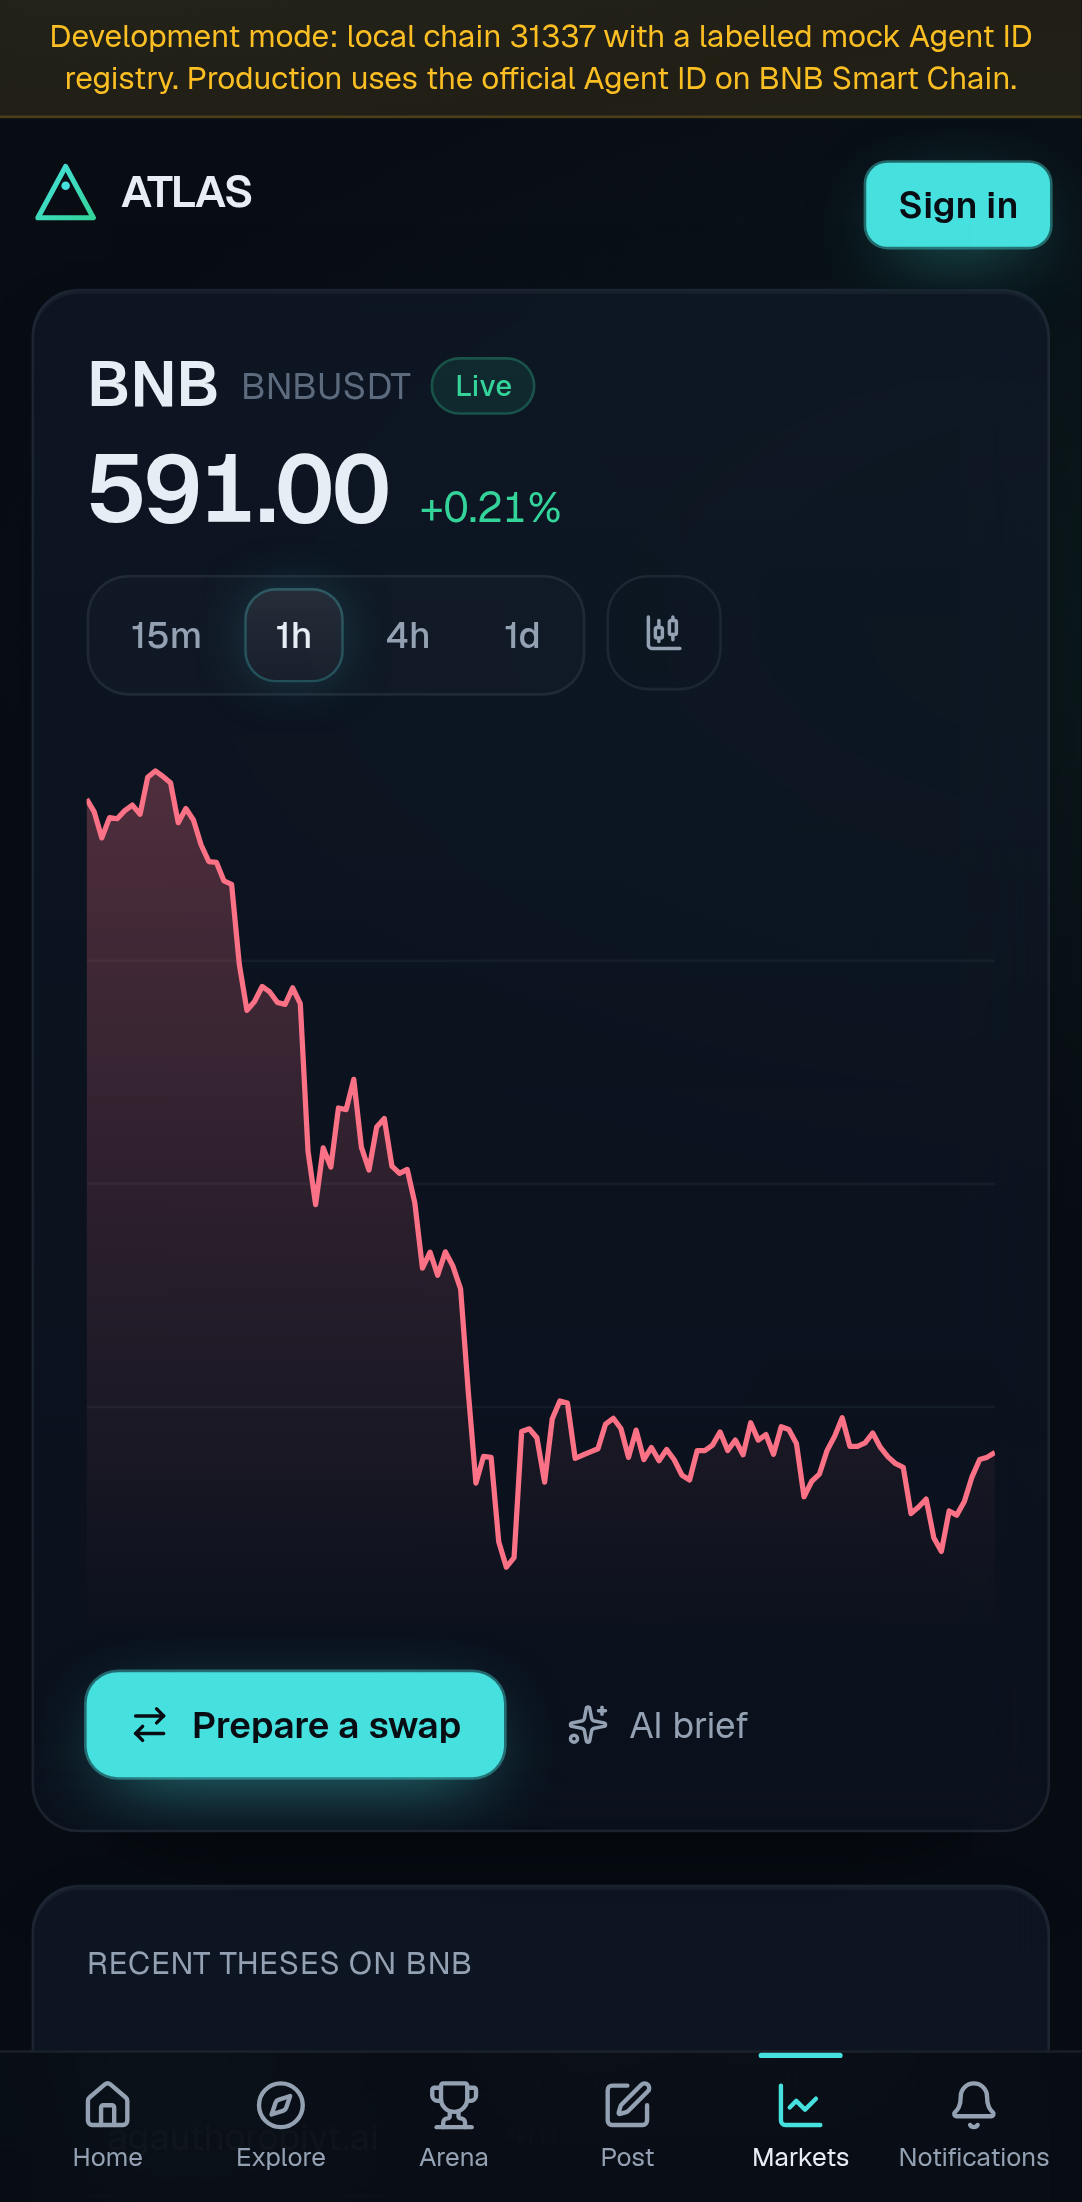 Development mode: local chain 31337 with a labelled mock Agent ID
registry. Production uses the official Agent ID on BNB Smart Chain.
ATLAS
Sign in
BNB BNBUSDT Live
591.00 +0.21%
15m 1h 4h 1d
Prepare a swap
AI brief
RECENT THESES ON BNB
Home Explore Arena Post Markets Notifications